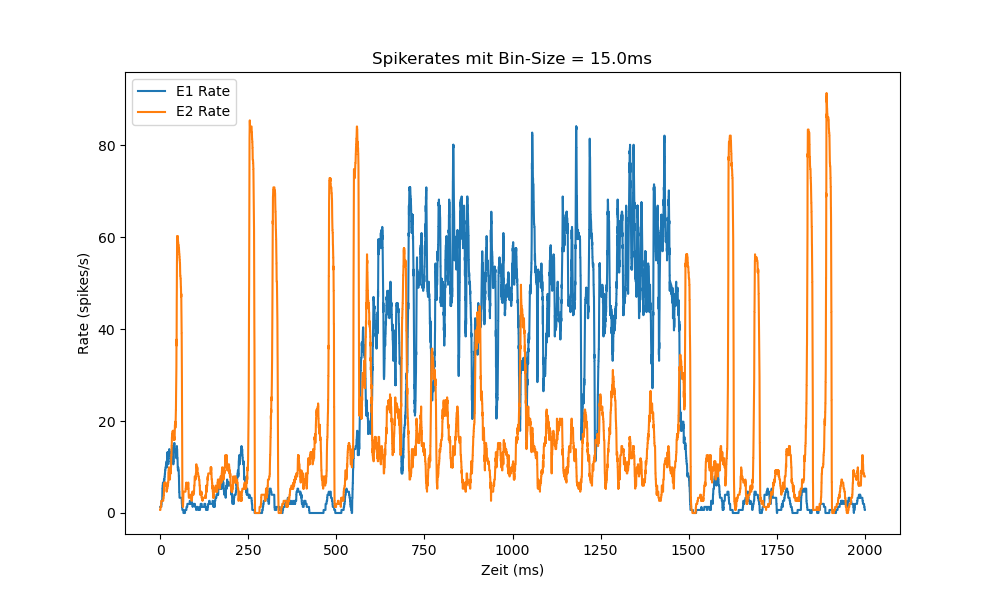 Spikerates mit Bin-Size = 15.0ms
E1 Rate
E2 Rate
Rate (spikes/s)
80
60
40
20
0
0 250 500 750 1000 1250 1500 1750 2000
Zeit (ms)